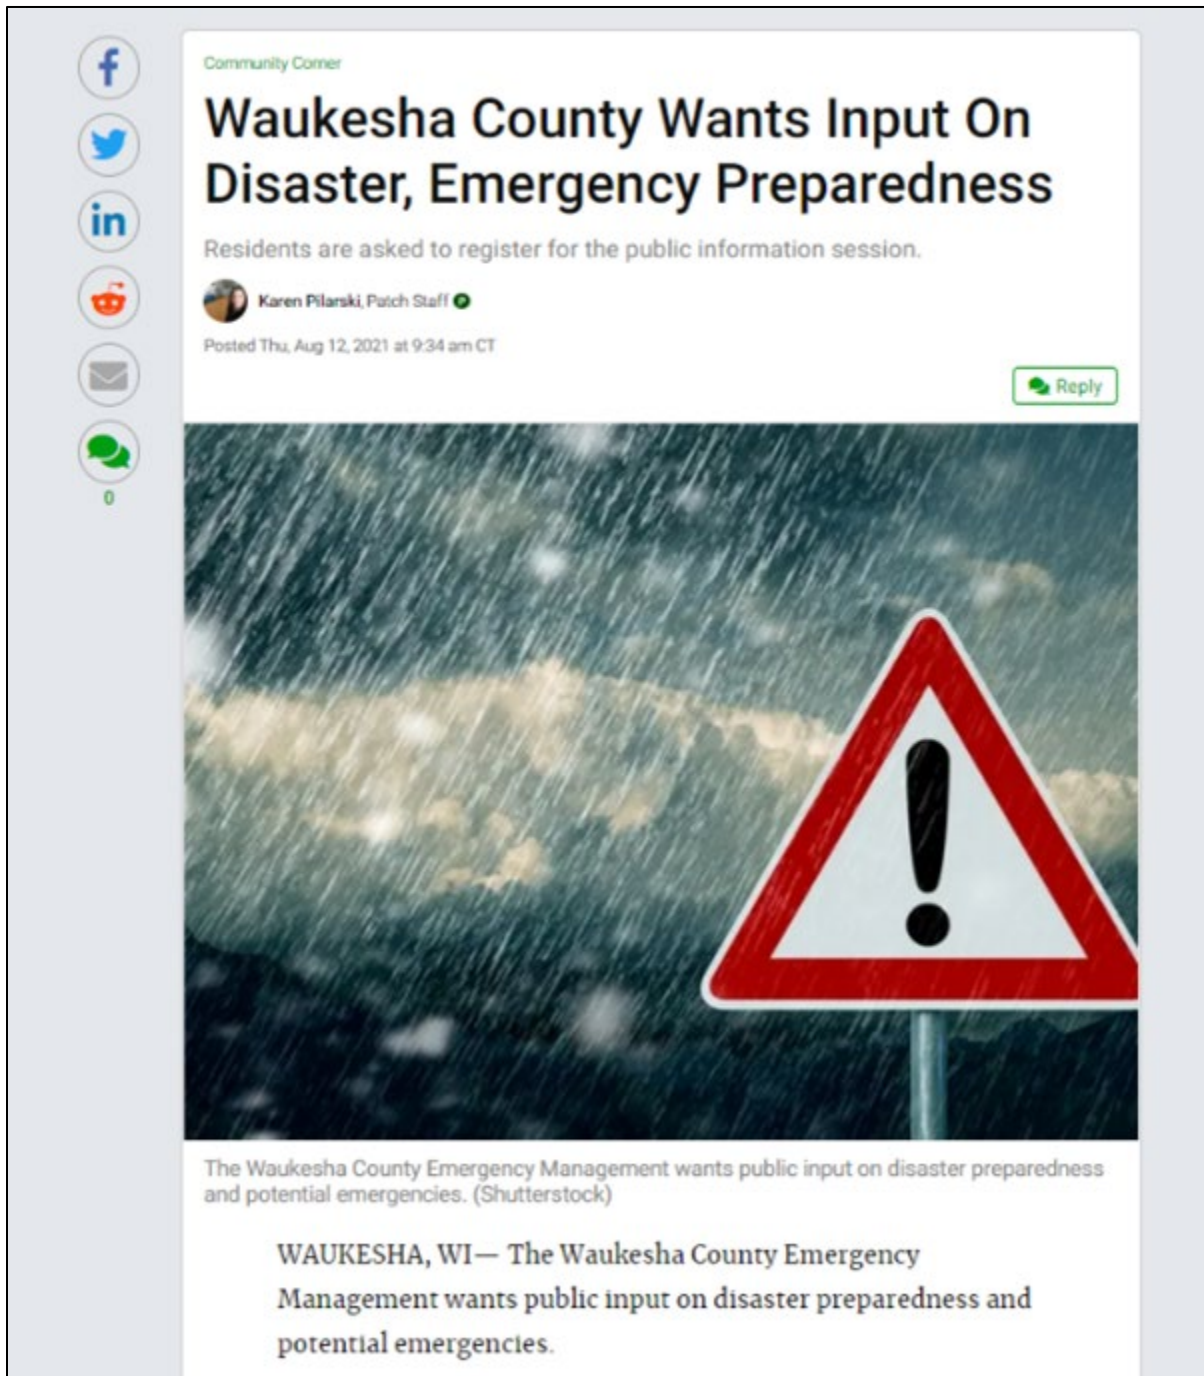 Community Corner
Waukesha County Wants Input On
Disaster, Emergency Preparedness
Residents are asked to register for the public information session.
Karen Pilarski, Patch Staff P
Posted Thu, Aug 12, 2021 at 9:34 am CT
Reply
f
in
0
!
The Waukesha County Emergency Management wants public input on disaster preparedness
and potential emergencies. (Shutterstock)
WAUKESHA, WI— The Waukesha County Emergency
Management wants public input on disaster preparedness and
potential emergencies.